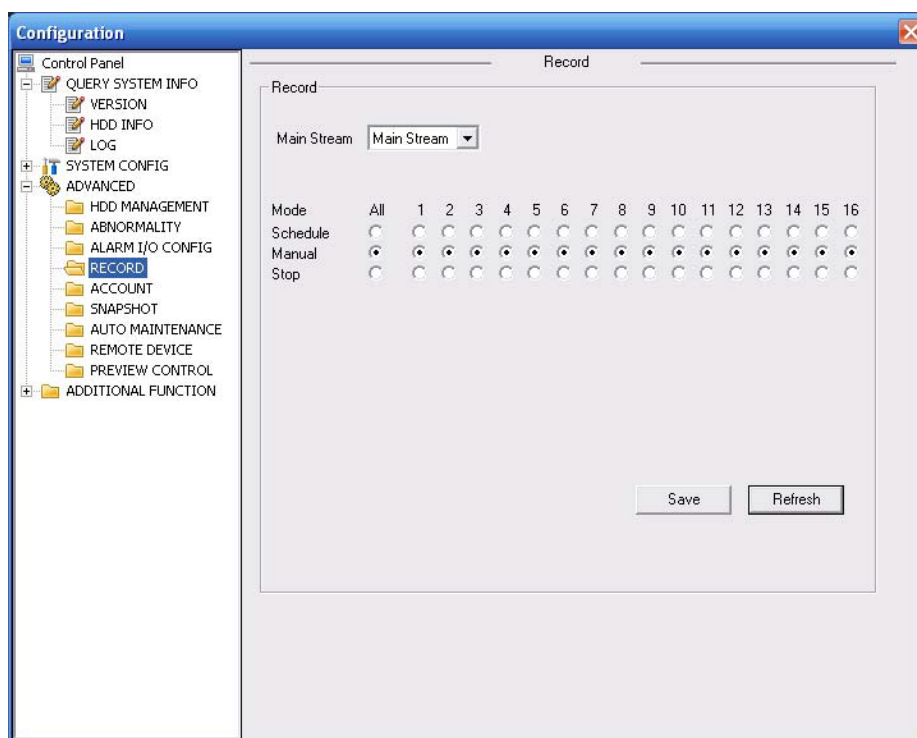 Configuration
Control Panel
QUERY SYSTEM INFO
VERSION
HDD INFO
LOG
SYSTEM CONFIG
ADVANCED
HDD MANAGEMENT
ABNORMALITY
ALARM I/O CONFIG
RECORD
ACCOUNT
SNAPSHOT
AUTO MAINTENANCE
REMOTE DEVICE
PREVIEW CONTROL
ADDITIONAL FUNCTION
Record
Record
Main Stream Main Stream
Mode All 1 2 3 4 5 6 7 8 9 10 11 12 13 14 15 16
Schedule
Manual
Stop
Save Refresh